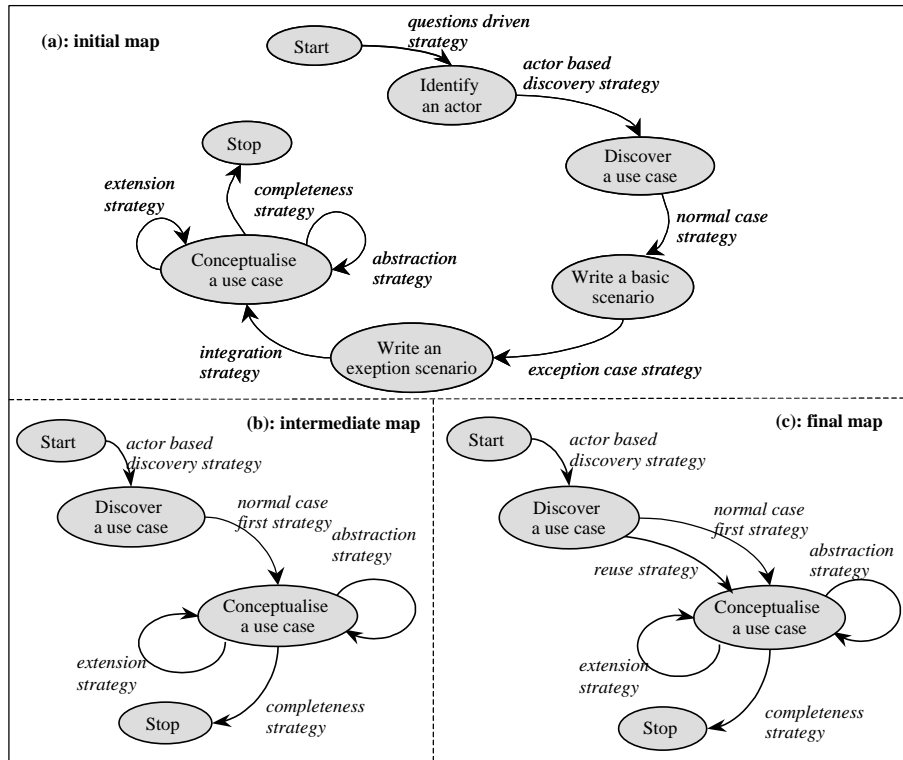 (a): initial map
Start
questions driven
strategy
Identify
an actor
actor based
discovery strategy
Discover
a use case
normal case
strategy
Write a basic
scenario
exception case strategy
Write an
exeption scenario
integration
strategy
Conceptualise
a use case
extension
strategy
abstraction
strategy
completeness
strategy
Stop
(b): intermediate map
Start
actor based
discovery strategy
Discover
a use case
normal case
first strategy
abstraction
strategy
Conceptualise
a use case
extension
strategy
completeness
strategy
Stop
(c): final map
Start
actor based
discovery strategy
Discover
a use case
normal case
first strategy
reuse strategy
abstraction
strategy
Conceptualise
a use case
extension
strategy
completeness
strategy
Stop